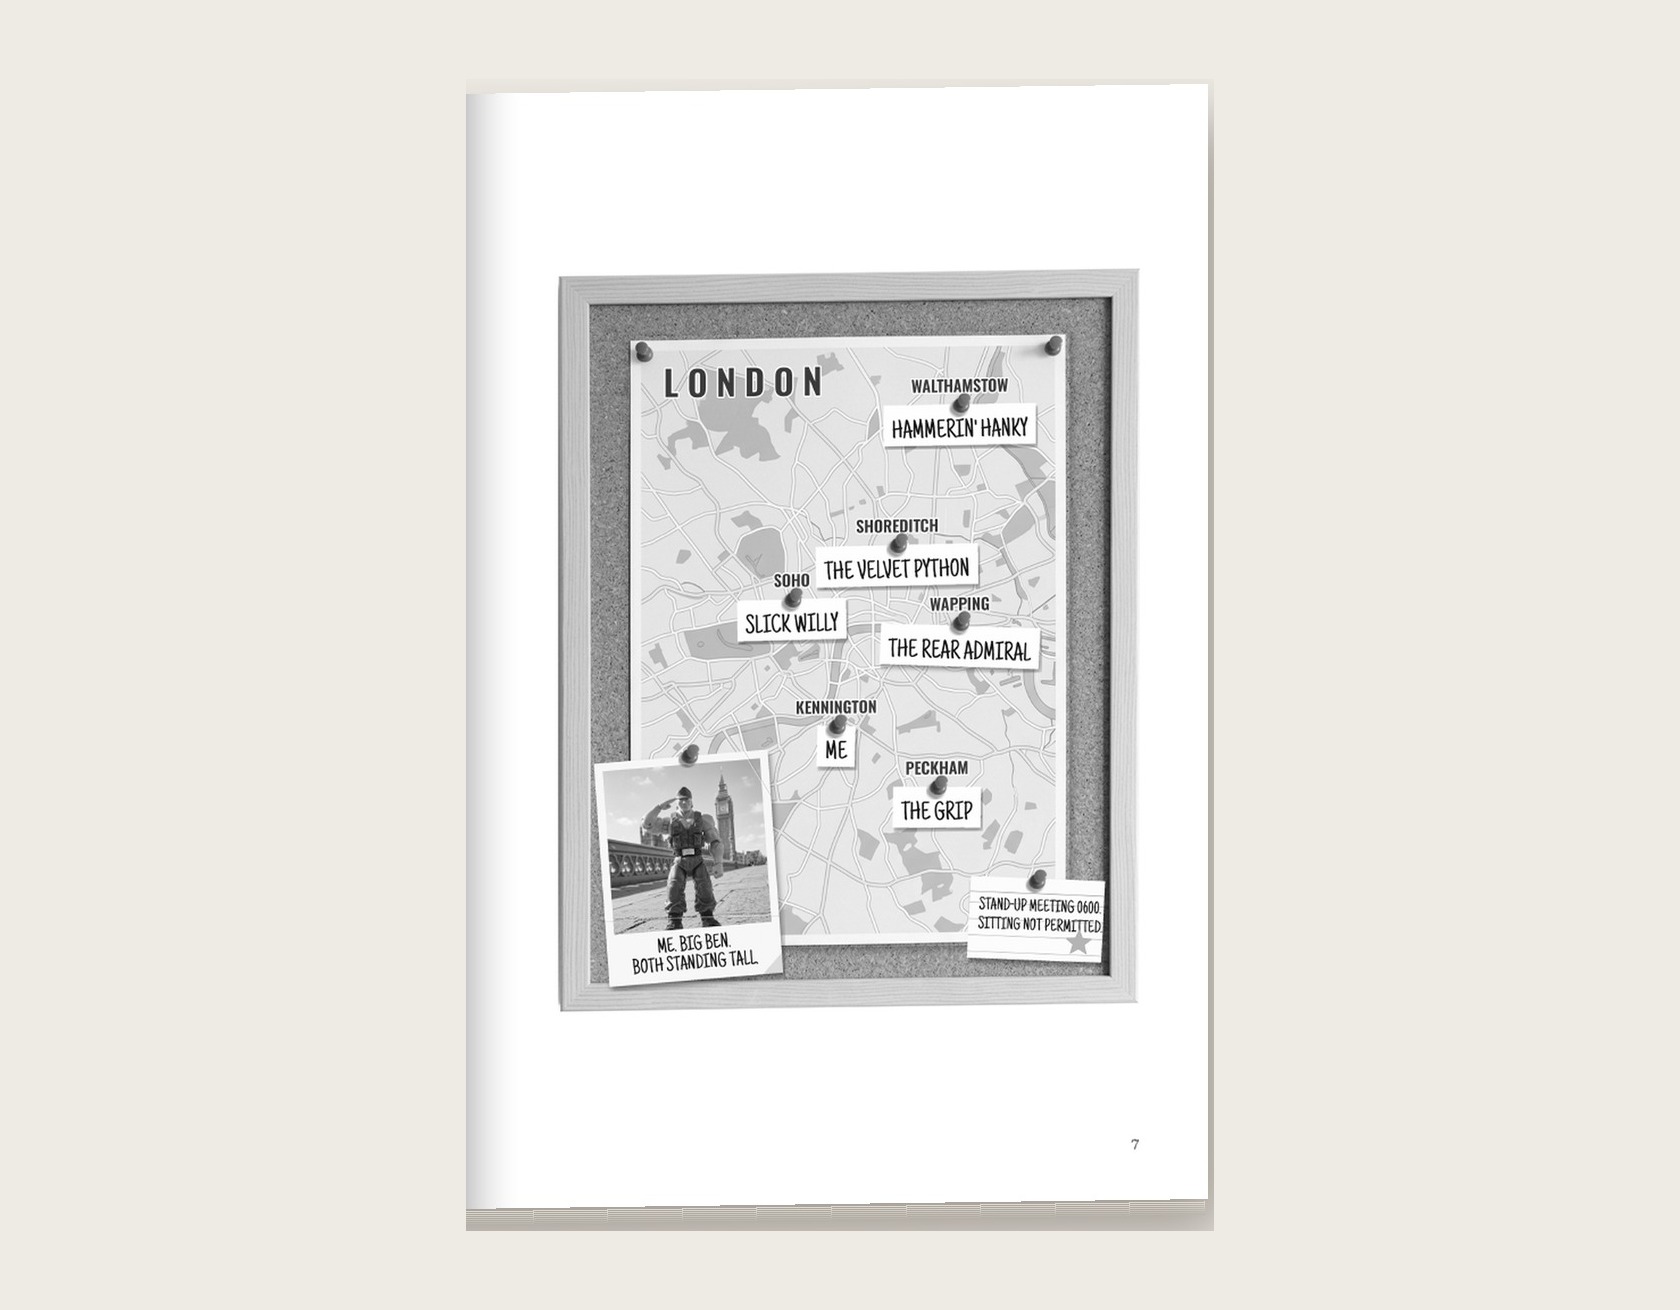 LONDON
WALTHAMSTOW
HAMMERIN' HANKY
SHOREDITCH
THE VELVET PYTHON
SOHO
SLICK WILLY
WAPPING
THE REAR ADMIRAL
KENNINGTON
ME
PECKHAM
THE GRIP
ME. BIG BEN.
BOTH STANDING TALL.
STAND-UP MEETING 0600.
SITTING NOT PERMITTED.
7